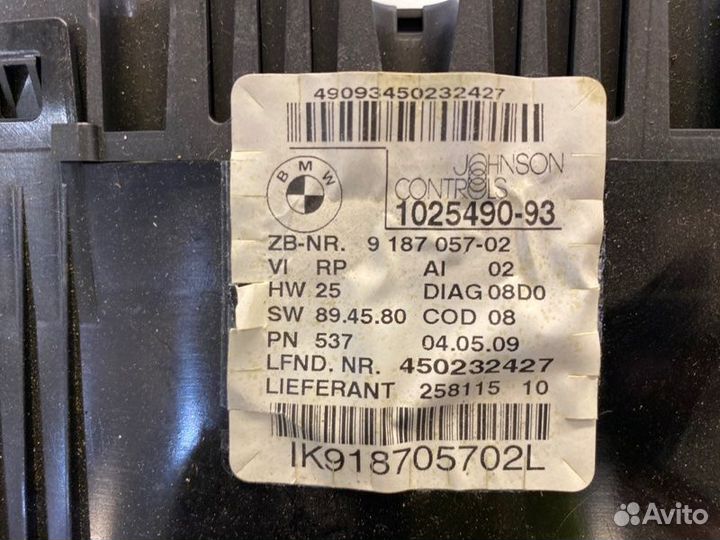 49093450232427
BMW
JOHNSON
CONTROLS
1025490-93
ZB-NR. 9 187 057-02
VI RP AI 02
HW 25 DIAG 08D0
SW 89.45.80 COD 08
PN 537 04.05.09
LFND. NR. 450232427
LIEFERANT 258115 10
IK918705702L
Avito